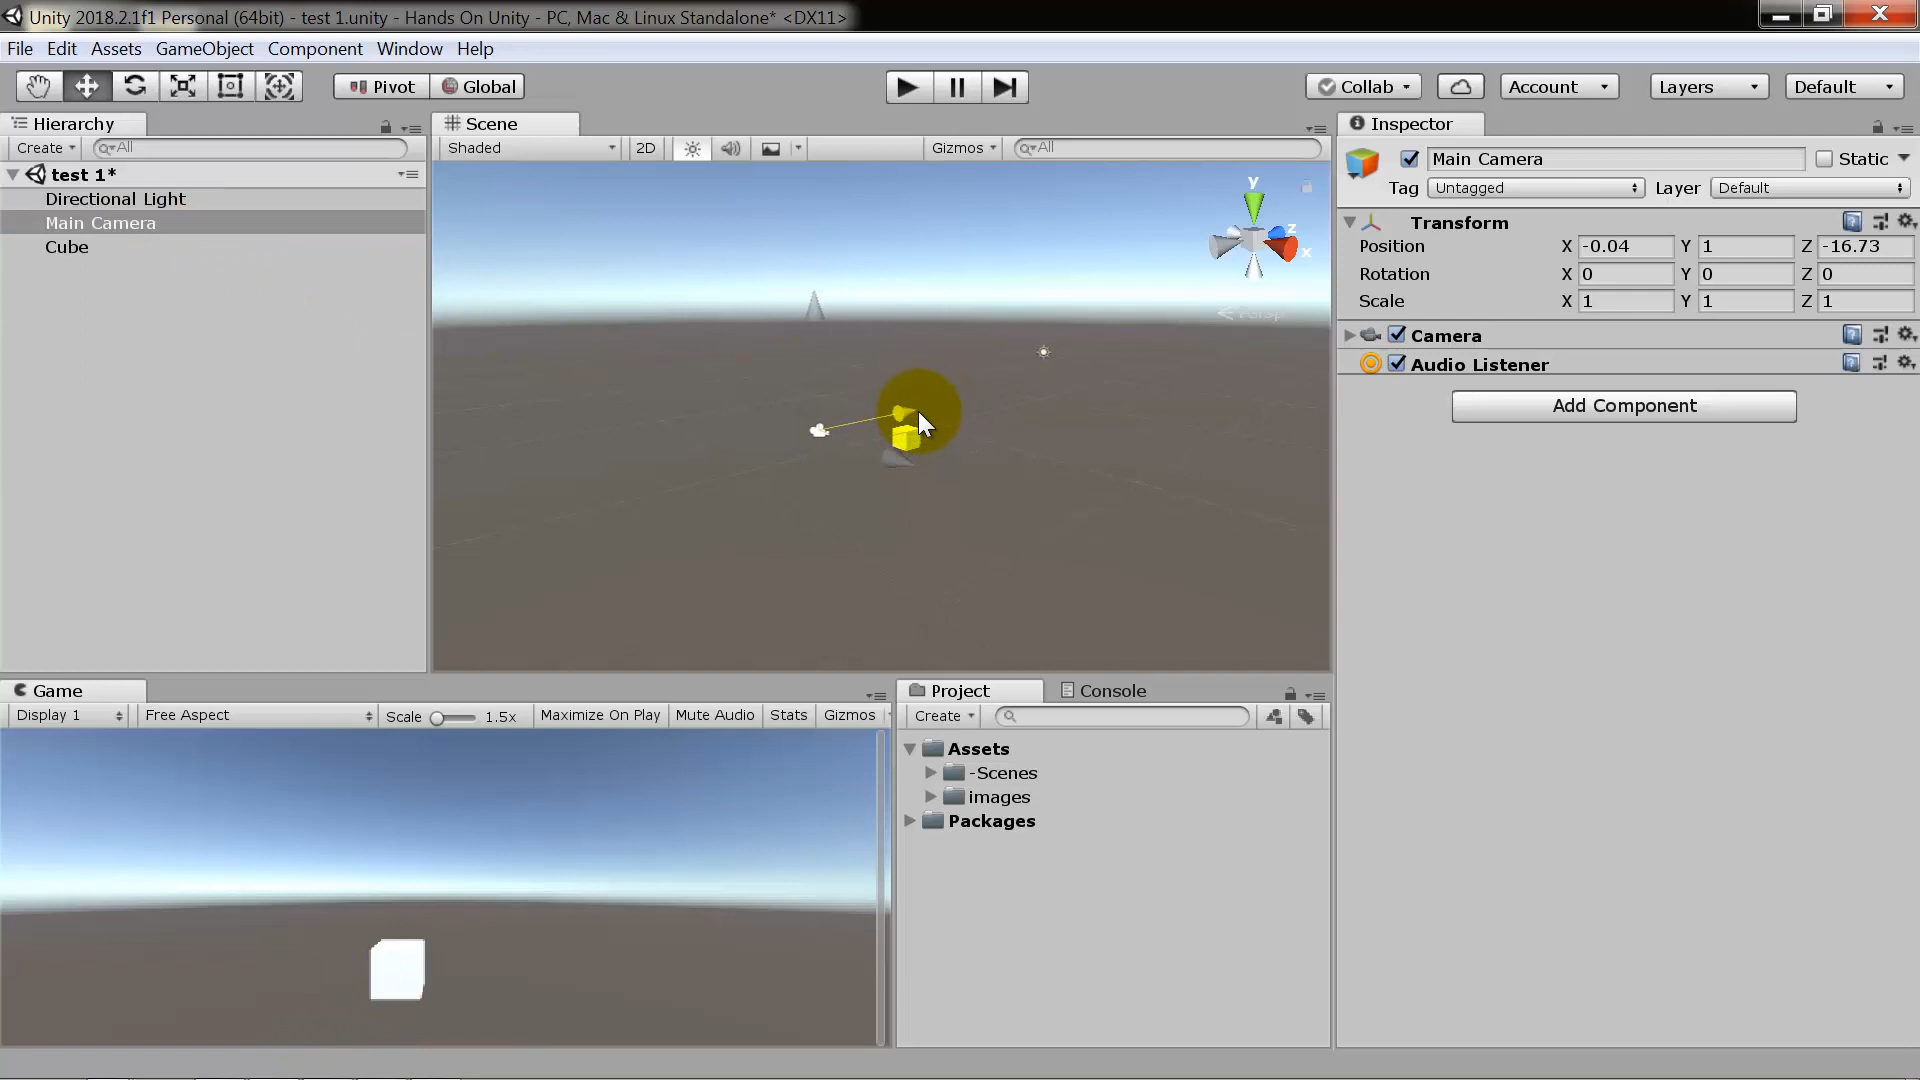 Unity 2018.2.1f1 Personal (64bit) - test 1.unity - Hands On Unity - PC, Mac & Linux Standalone* <DX11>
File Edit Assets GameObject Component Window Help
Pivot Global Collab Account Layers Default
Hierarchy
Create All
test 1*
Directional Light
Main Camera
Cube
Scene
Shaded 2D Gizmos All
y
z
x
Persp
Inspector
Main Camera Static
Tag Untagged Layer Default
Transform
Position X -0.04 Y 1 Z -16.73
Rotation X 0 Y 0 Z 0
Scale X 1 Y 1 Z 1
Camera
Audio Listener
Add Component
Game
Display 1 Free Aspect Scale 1.5x Maximize On Play Mute Audio Stats Gizmos
Project Console
Create
Assets
-Scenes
images
Packages